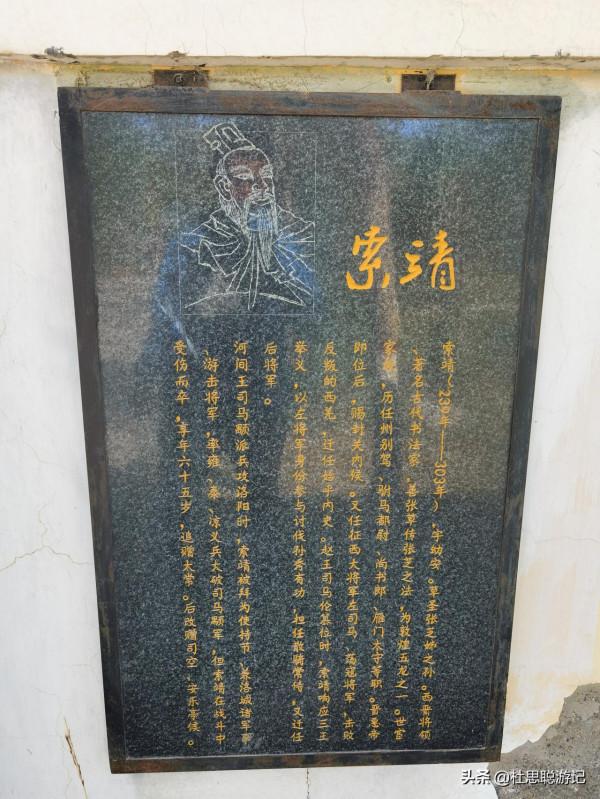 索靖
索靖（239年——303年），字幼安。草圣张芝姊之孙。西晋将领
、著名古代书法家，善张草传张芝之法，为敦煌五龙之一。世宦
家族，历任州别驾、驸马都尉、尚书郎、雁门太守等职。晋惠帝
即位后，赐封关内候。又任征西大将军左司马、荡寇将军，击败
反叛的西羌，迁任始平内史。赵王司马伦篡位时，索靖响应三王
举义，以左将军身份参与讨伐孙秀有功，担任散骑常侍，又迁任
后将军。
河间王司马颙派兵攻洛阳时，索靖被拜为使持节、兼洛城诸军事
、游击将军，率雍、秦、凉义兵大破司马颙军，但索靖在战斗中
受伤而卒，享年六十五步，追赠太常。后改赠司空、安乐亭候。
头条 @杜思聪游记